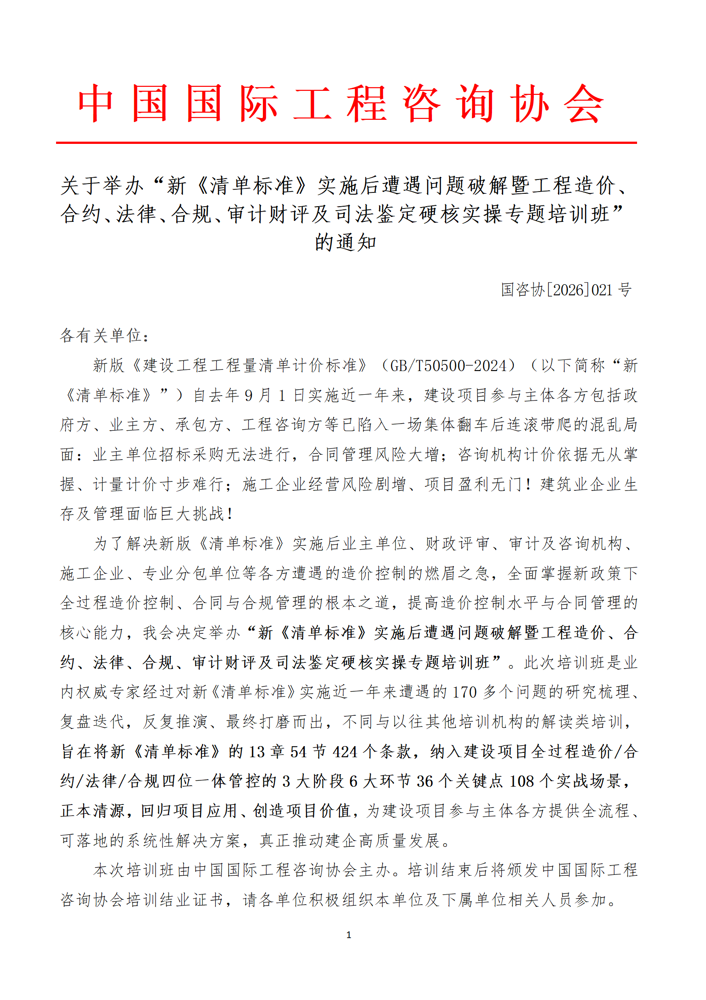 中国国际工程咨询协会
关于举办“新《清单标准》实施后遭遇问题破解暨工程造价、
合约、法律、合规、审计财评及司法鉴定硬核实操专题培训班”
的通知
国咨协[2026]021 号
各有关单位：
新版《建设工程工程量清单计价标准》（GB/T50500-2024）（以下简称“新
《清单标准》”）自去年 9 月 1 日实施近一年来，建设项目参与主体各方包括政
府方、业主方、承包方、工程咨询方等已陷入一场集体翻车后连滚带爬的混乱局
面：业主单位招标采购无法进行，合同管理风险大增；咨询机构计价依据无从掌
握、计量计价寸步难行；施工企业经营风险剧增、项目盈利无门！建筑业企业生
存及管理面临巨大挑战！
为了解决新版《清单标准》实施后业主单位、财政评审、审计及咨询机构、
施工企业、专业分包单位等各方遭遇的造价控制的燃眉之急，全面掌握新政策下
全过程造价控制、合同与合规管理的根本之道，提高造价控制水平与合同管理的
核心能力，我会决定举办“新《清单标准》实施后遭遇问题破解暨工程造价、合
约、法律、合规、审计财评及司法鉴定硬核实操专题培训班”。此次培训班是业
内权威专家经过对新《清单标准》实施近一年来遭遇的 170 多个问题的研究梳理、
复盘迭代，反复推演、最终打磨而出，不同与以往其他培训机构的解读类培训，
旨在将新《清单标准》的 13 章 54 节 424 个条款，纳入建设项目全过程造价/合
约/法律/合规四位一体管控的 3 大阶段 6 大环节 36 个关键点 108 个实战场景，
正本清源，回归项目应用、创造项目价值，为建设项目参与主体各方提供全流程、
可落地的系统性解决方案，真正推动建企高质量发展。
本次培训班由中国国际工程咨询协会主办。培训结束后将颁发中国国际工程
咨询协会培训结业证书，请各单位积极组织本单位及下属单位相关人员参加。
1